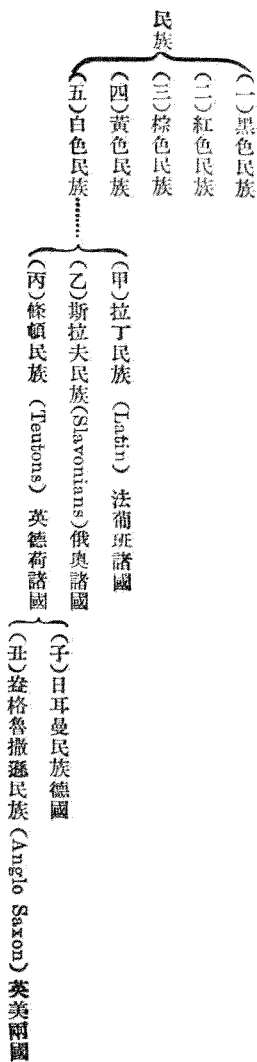 民族
(一)黑色民族
(二)紅色民族
(三)棕色民族
(四)黃色民族
(五)白色民族
(甲)拉丁民族 (Latin) 法葡班諸國
(乙)斯拉夫民族(Slavonians)俄奥諸國
(丙)條頓民族 (Teutons) 英德荷諸國
(子)日耳曼民族德國
(丑)盎格魯撒遜民族(Anglo Saxon)英美兩國